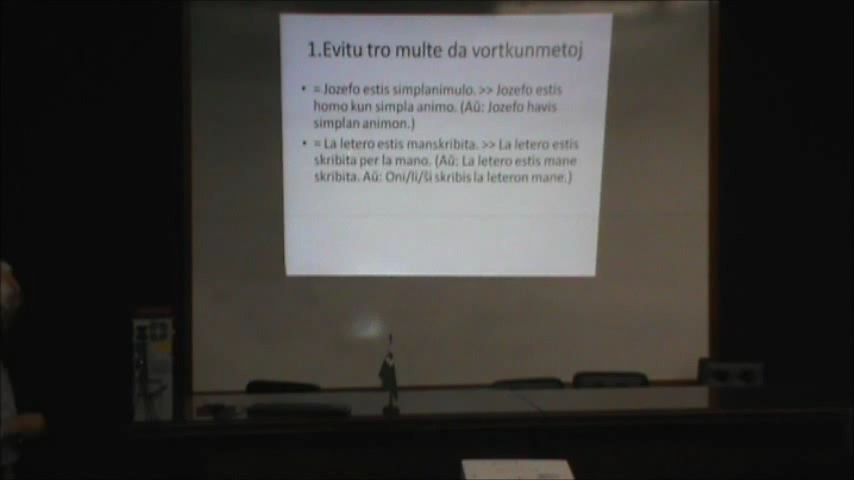 1.Evitu tro multe da vortkunmetoj
• = Jozefo estis simplanimulo. >> Jozefo estis
homo kun simpla animo. (Aŭ: Jozefo havis
simplan animon.)
• = La letero estis manskribita. >> La letero estis
skribita per la mano. (Aŭ: La letero estis mane
skribita. Aŭ: Oni/li/ŝi skribis la leteron mane.)